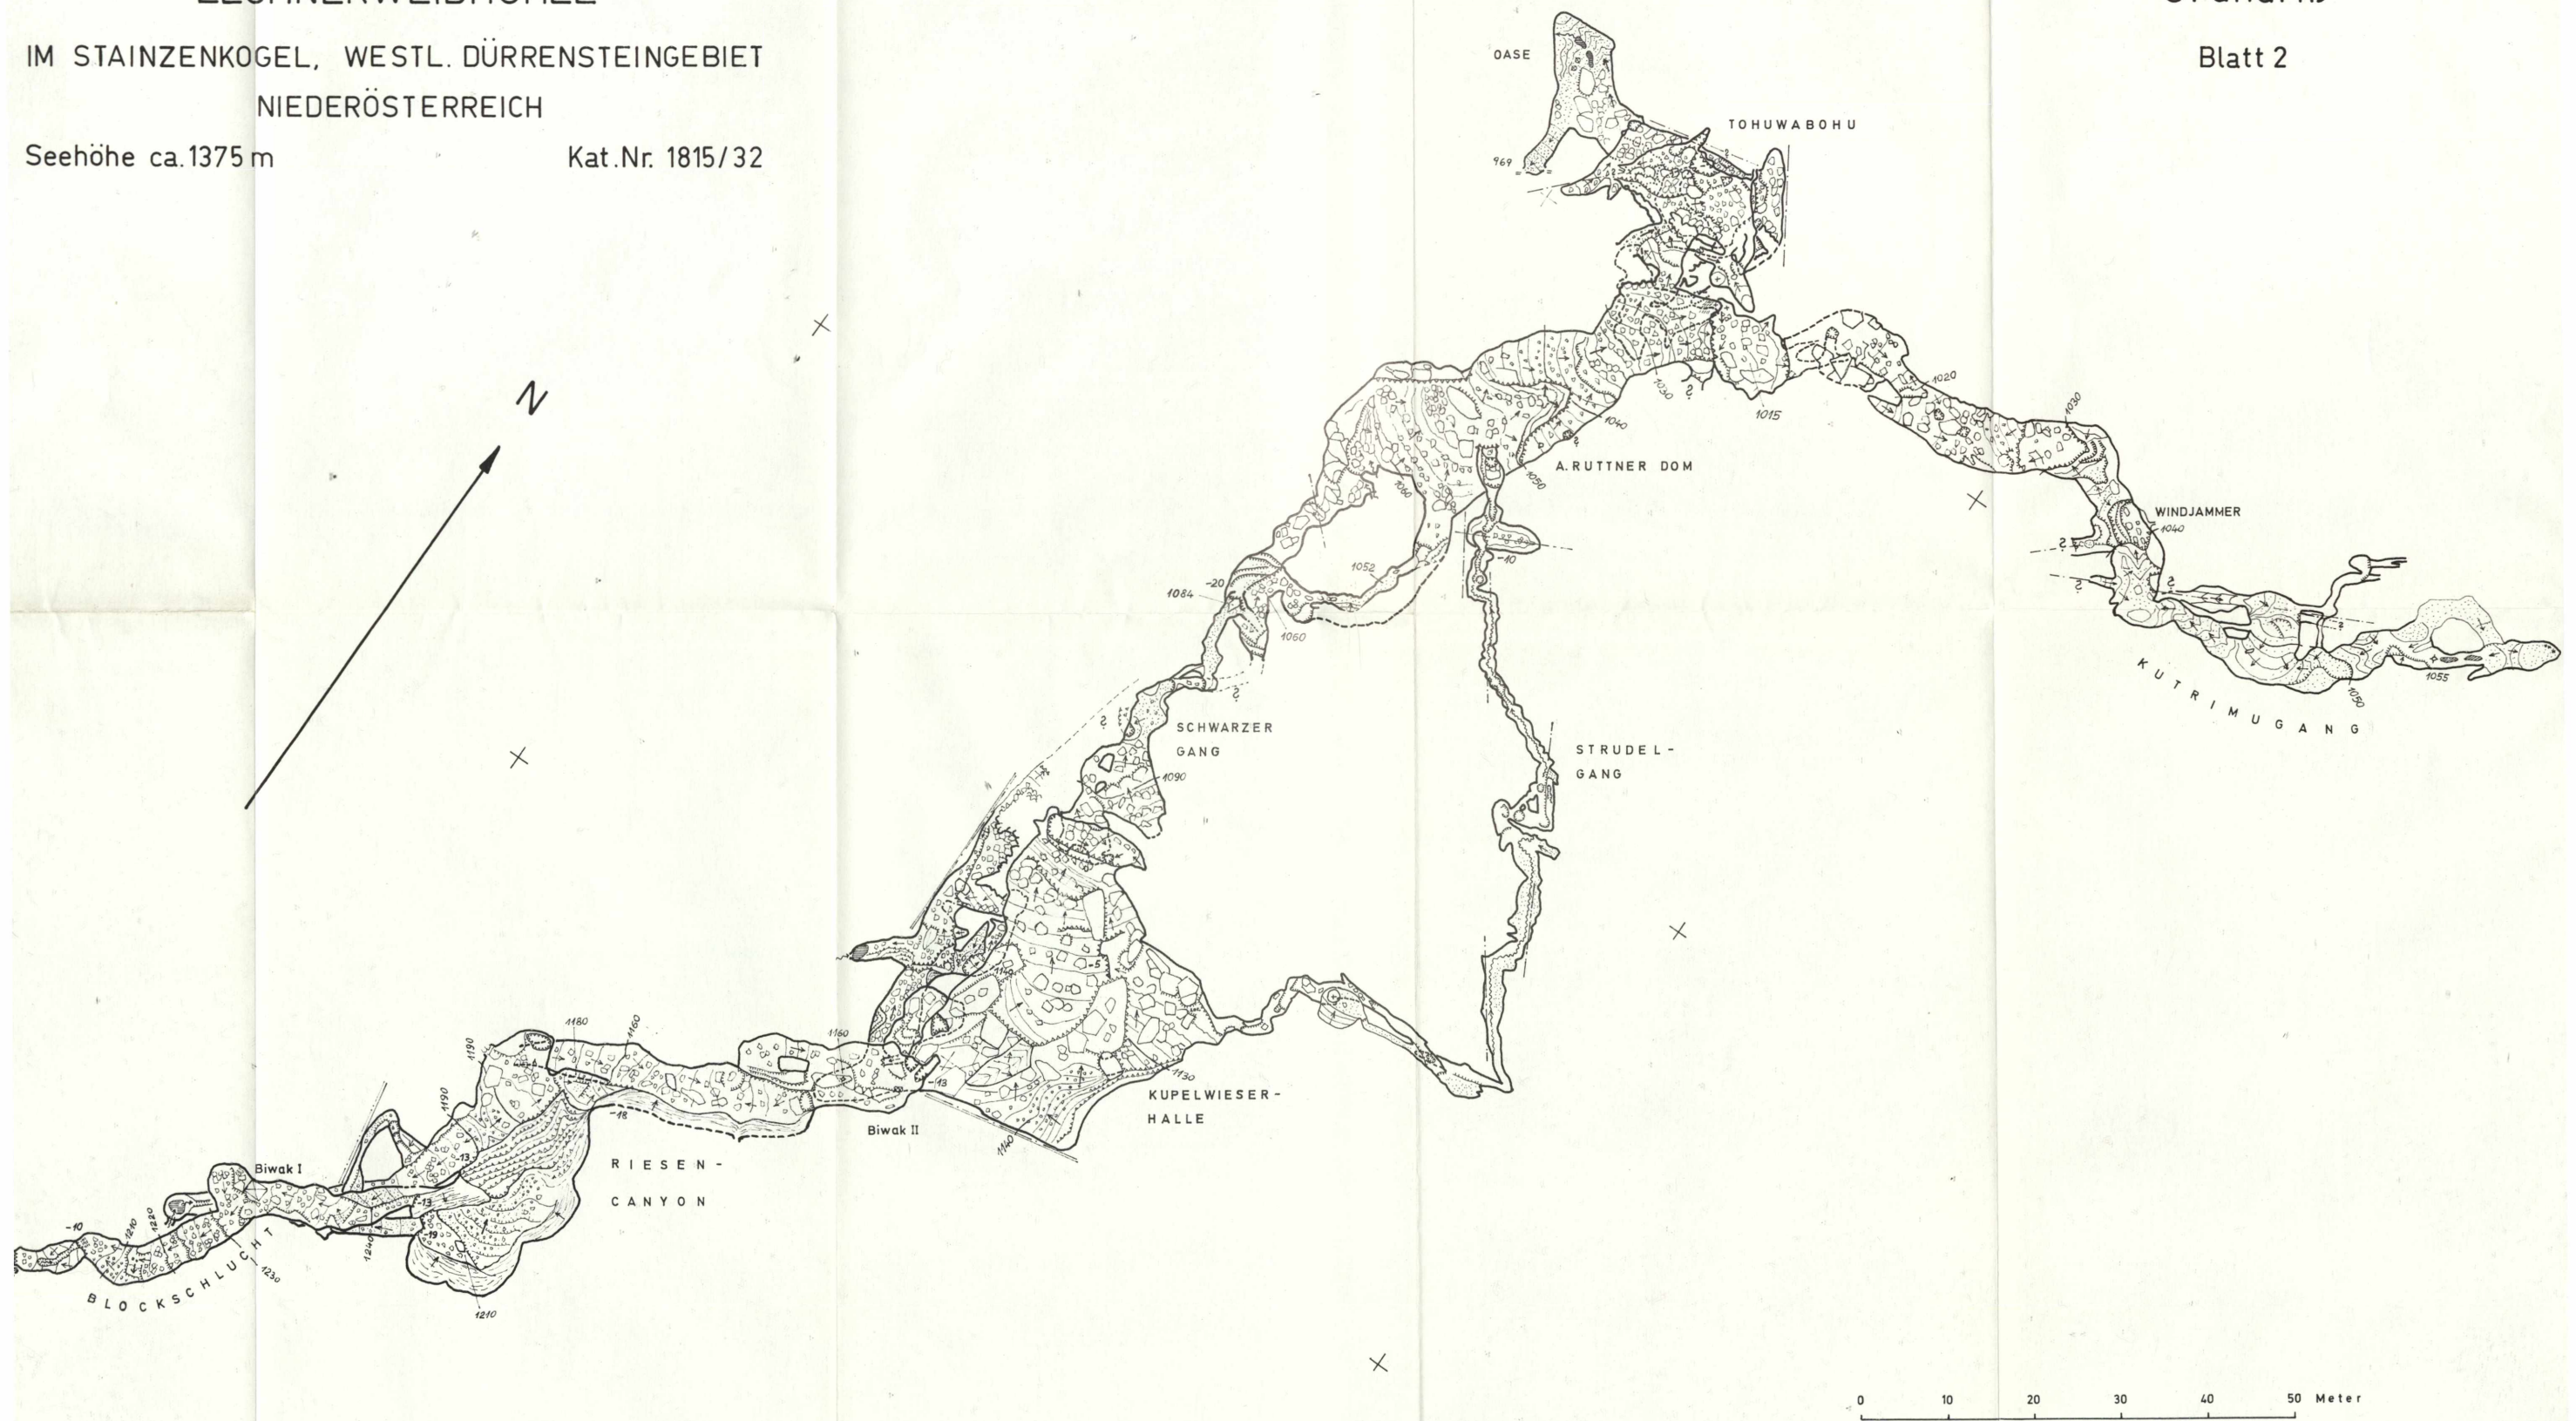 IM STAINZENKOGEL, WESTL. DÜRRENSTEINGEBIET
NIEDERÖSTERREICH
Seehöhe ca. 1375 m
Kat.Nr. 1815/32
Blatt 2
N
OASE
TOHUWABOHU
969
1020
1030
1030
1015
1040
A. RUTTNER DOM
1050
1060
WINDJAMMER
1040
-10
1052
-20
1084
1060
KUTRIMUGANG
1055
1050
SCHWARZER
GANG
1090
STRUDEL-
GANG
-5
1140
1180
1160
1160
1190
1190
-13
-18
1130
KUPELWIESER-
HALLE
1140
Biwak II
RIESEN-
CANYON
Biwak I
-13
-13
-19
1240
-10
1210
1220
1230
BLOCKSCHLUCHT
1210
0 10 20 30 40 50 Meter